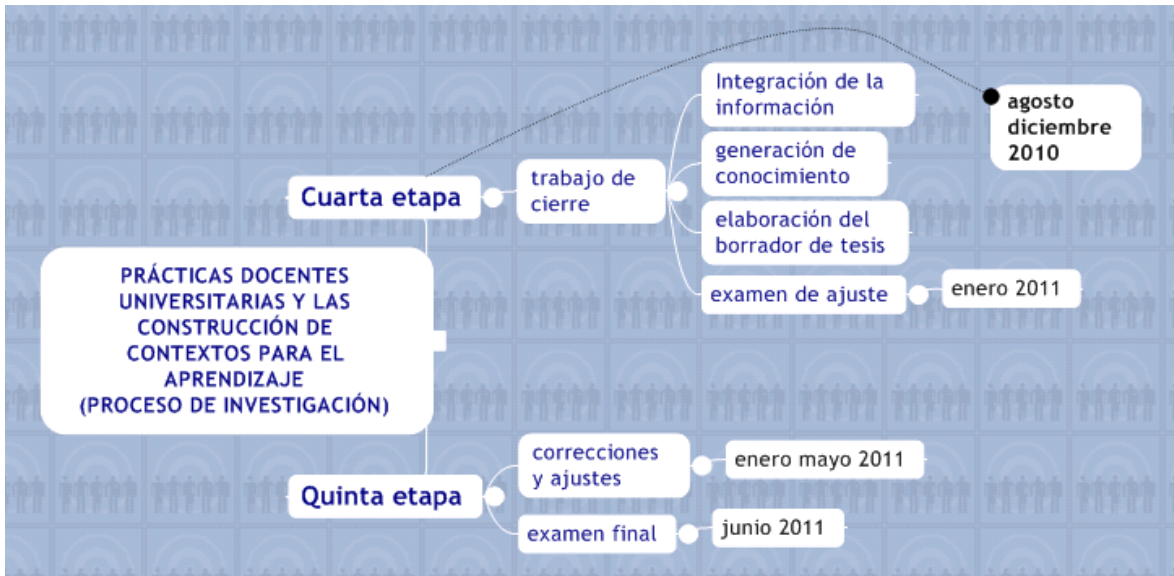 PRÁCTICAS DOCENTES
UNIVERSITARIAS Y LAS
CONSTRUCCIÓN DE
CONTEXTOS PARA EL
APRENDIZAJE
(PROCESO DE INVESTIGACIÓN)
Cuarta etapa
trabajo de
cierre
Integración de la
información
generación de
conocimiento
elaboración del
borrador de tesis
examen de ajuste
enero 2011
agosto
diciembre
2010
Quinta etapa
correcciones
y ajustes
enero mayo 2011
examen final
junio 2011